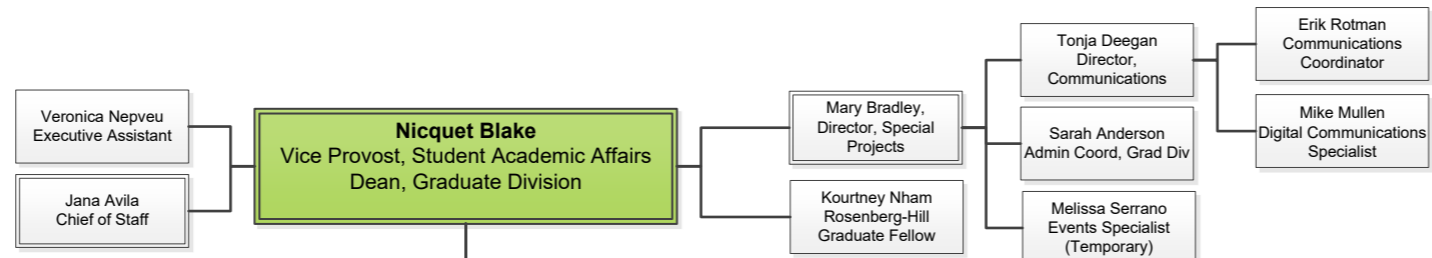 Veronica Nepveu
Executive Assistant
Jana Avila
Chief of Staff
Nicquet Blake
Vice Provost, Student Academic Affairs
Dean, Graduate Division
Mary Bradley,
Director, Special
Projects
Kourtney Nham
Rosenberg-Hill
Graduate Fellow
Tonja Deegan
Director,
Communications
Sarah Anderson
Admin Coord, Grad Div
Melissa Serrano
Events Specialist
(Temporary)
Erik Rotman
Communications
Coordinator
Mike Mullen
Digital Communications
Specialist